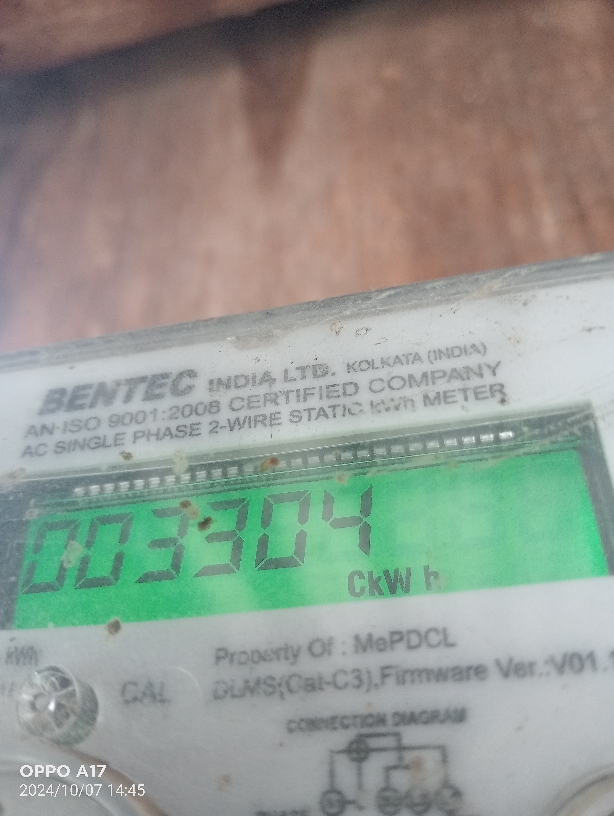 BENTEC INDIA LTD. KOLKATA (INDIA)
AN-ISO 9001:2008 CERTIFIED COMPANY
AC SINGLE PHASE 2-WIRE STATIC kWh METER
003304
CkWh
kWh
Property Of : MePDCL
CAL
DLMS(Cat-C3),Firmware Ver.:V01.
CONNECTION DIAGRAM
PHASE
OPPO A17
2024/10/07 14:45